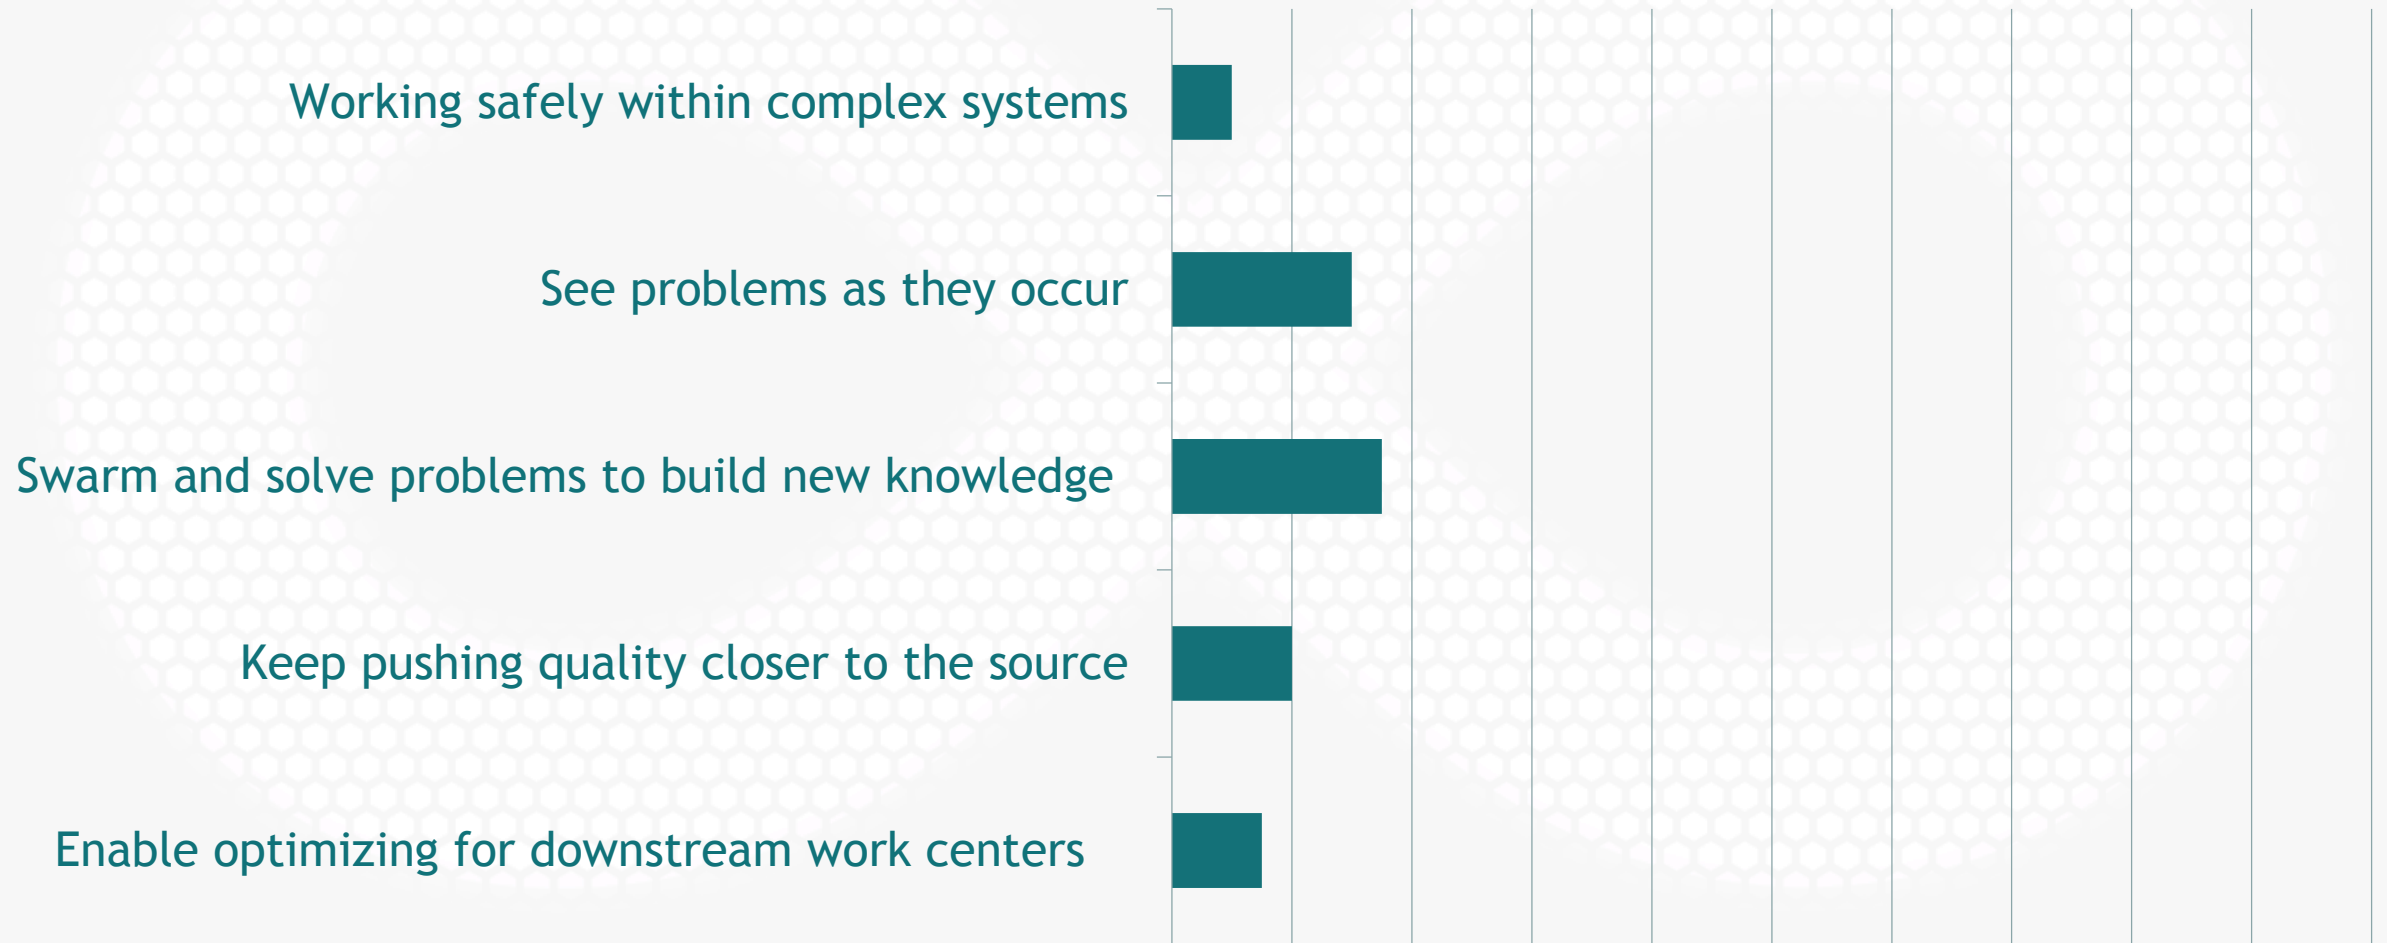 Working safely within complex systems
See problems as they occur
Swarm and solve problems to build new knowledge
Keep pushing quality closer to the source
Enable optimizing for downstream work centers